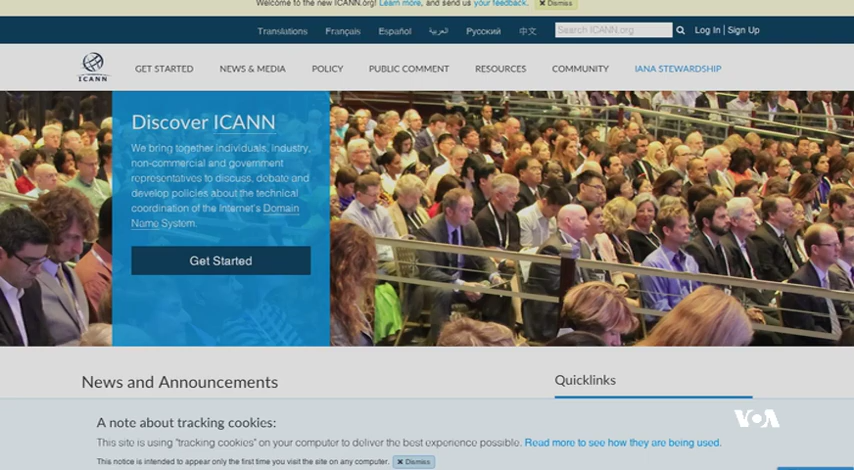 Welcome to the new ICANN.org! Learn more, and send us your feedback. ✖ Dismiss
Translations Français Español العربية Pусский 中文 Search ICANN.org Log In | Sign Up
ICANN
GET STARTED NEWS & MEDIA POLICY PUBLIC COMMENT RESOURCES COMMUNITY IANA STEWARDSHIP
Discover ICANN
We bring together individuals, industry,
non-commercial and government
representatives to discuss, debate and
develop policies about the technical
coordination of the Internet's Domain
Name System.
Get Started
News and Announcements
Quicklinks
A note about tracking cookies:
This site is using "tracking cookies" on your computer to deliver the best experience possible. Read more to see how they are being used.
This notice is intended to appear only the first time you visit the site on any computer. ✖ Dismiss
VOA